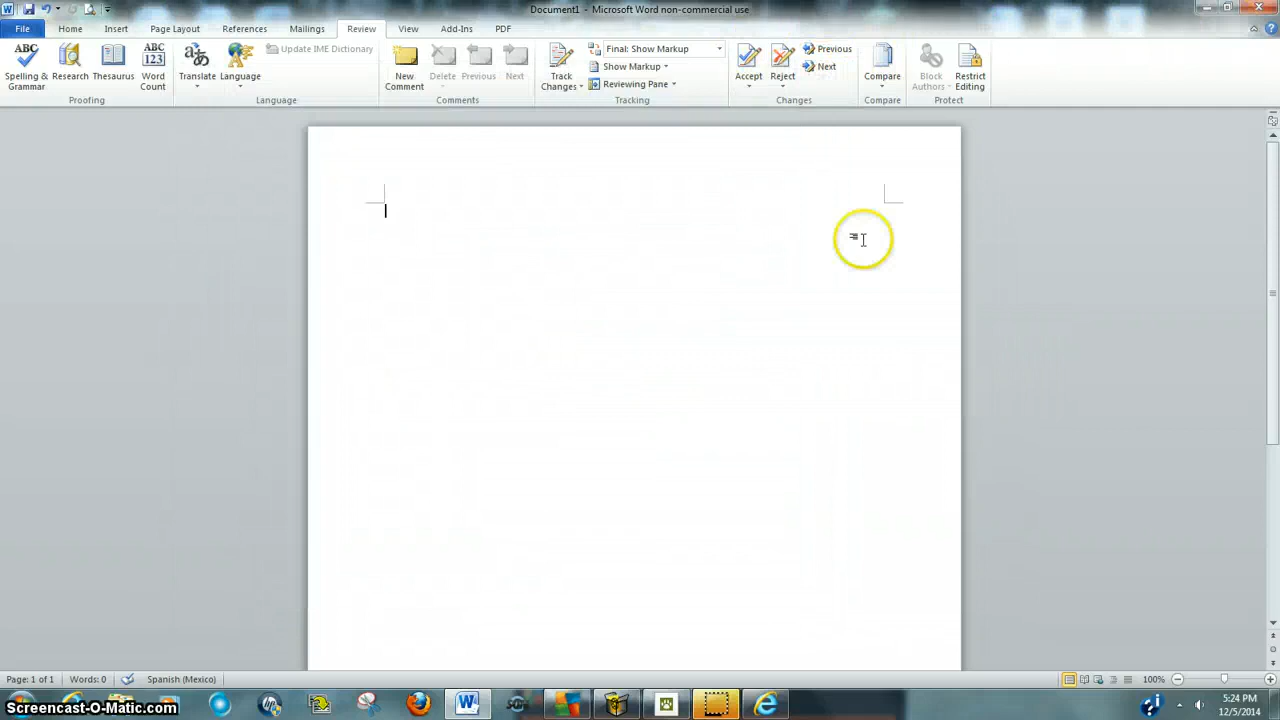 Document1 - Microsoft Word non-commercial use
File Home Insert Page Layout References Mailings Review View Add-Ins PDF
ABC
Spelling & Grammar
Research
Thesaurus
ABC 123
Word Count
Proofing
Translate
Language
Update IME Dictionary
Language
New Comment
Delete
Previous
Next
Comments
Track Changes
Final: Show Markup
Show Markup
Reviewing Pane
Tracking
Accept
Reject
Previous
Next
Changes
Compare
Compare
Block Authors
Restrict Editing
Protect
Page: 1 of 1 Words: 0 Spanish (Mexico) 100%
Screencast-O-Matic.com
5:24 PM
12/5/2014